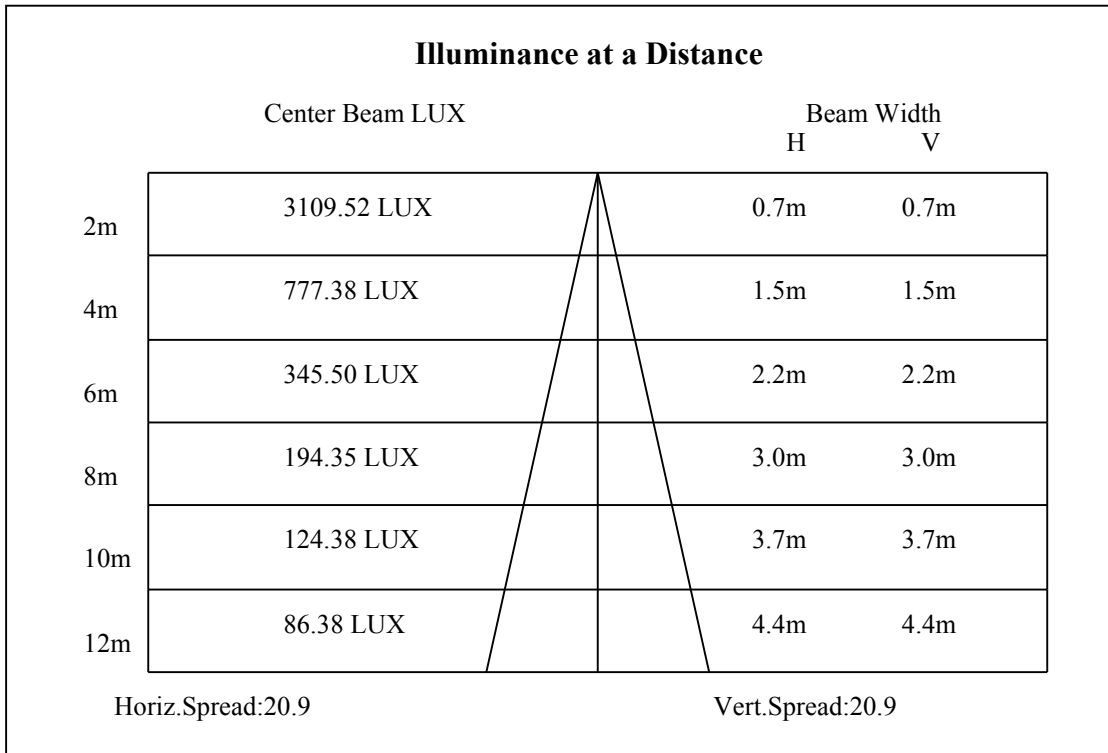 Illuminance at a Distance
Center Beam LUX Beam Width
H V
2m 3109.52 LUX 0.7m 0.7m
4m 777.38 LUX 1.5m 1.5m
6m 345.50 LUX 2.2m 2.2m
8m 194.35 LUX 3.0m 3.0m
10m 124.38 LUX 3.7m 3.7m
12m 86.38 LUX 4.4m 4.4m
Horiz.Spread:20.9 Vert.Spread:20.9